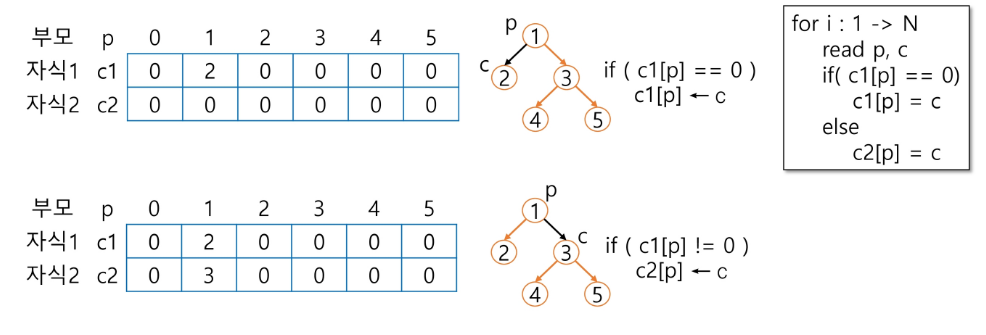 부모 p 0 1 2 3 4 5
자식1 c1 0 2 0 0 0 0
자식2 c2 0 0 0 0 0 0
p
1
c
2 3
4 5
if ( c1[p] == 0 )
c1[p] ← c
for i : 1 -> N
read p, c
if( c1[p] == 0)
c1[p] = c
else
c2[p] = c
부모 p 0 1 2 3 4 5
자식1 c1 0 2 0 0 0 0
자식2 c2 0 3 0 0 0 0
p
1
c
2 3
4 5
if ( c1[p] != 0 )
c2[p] ← c